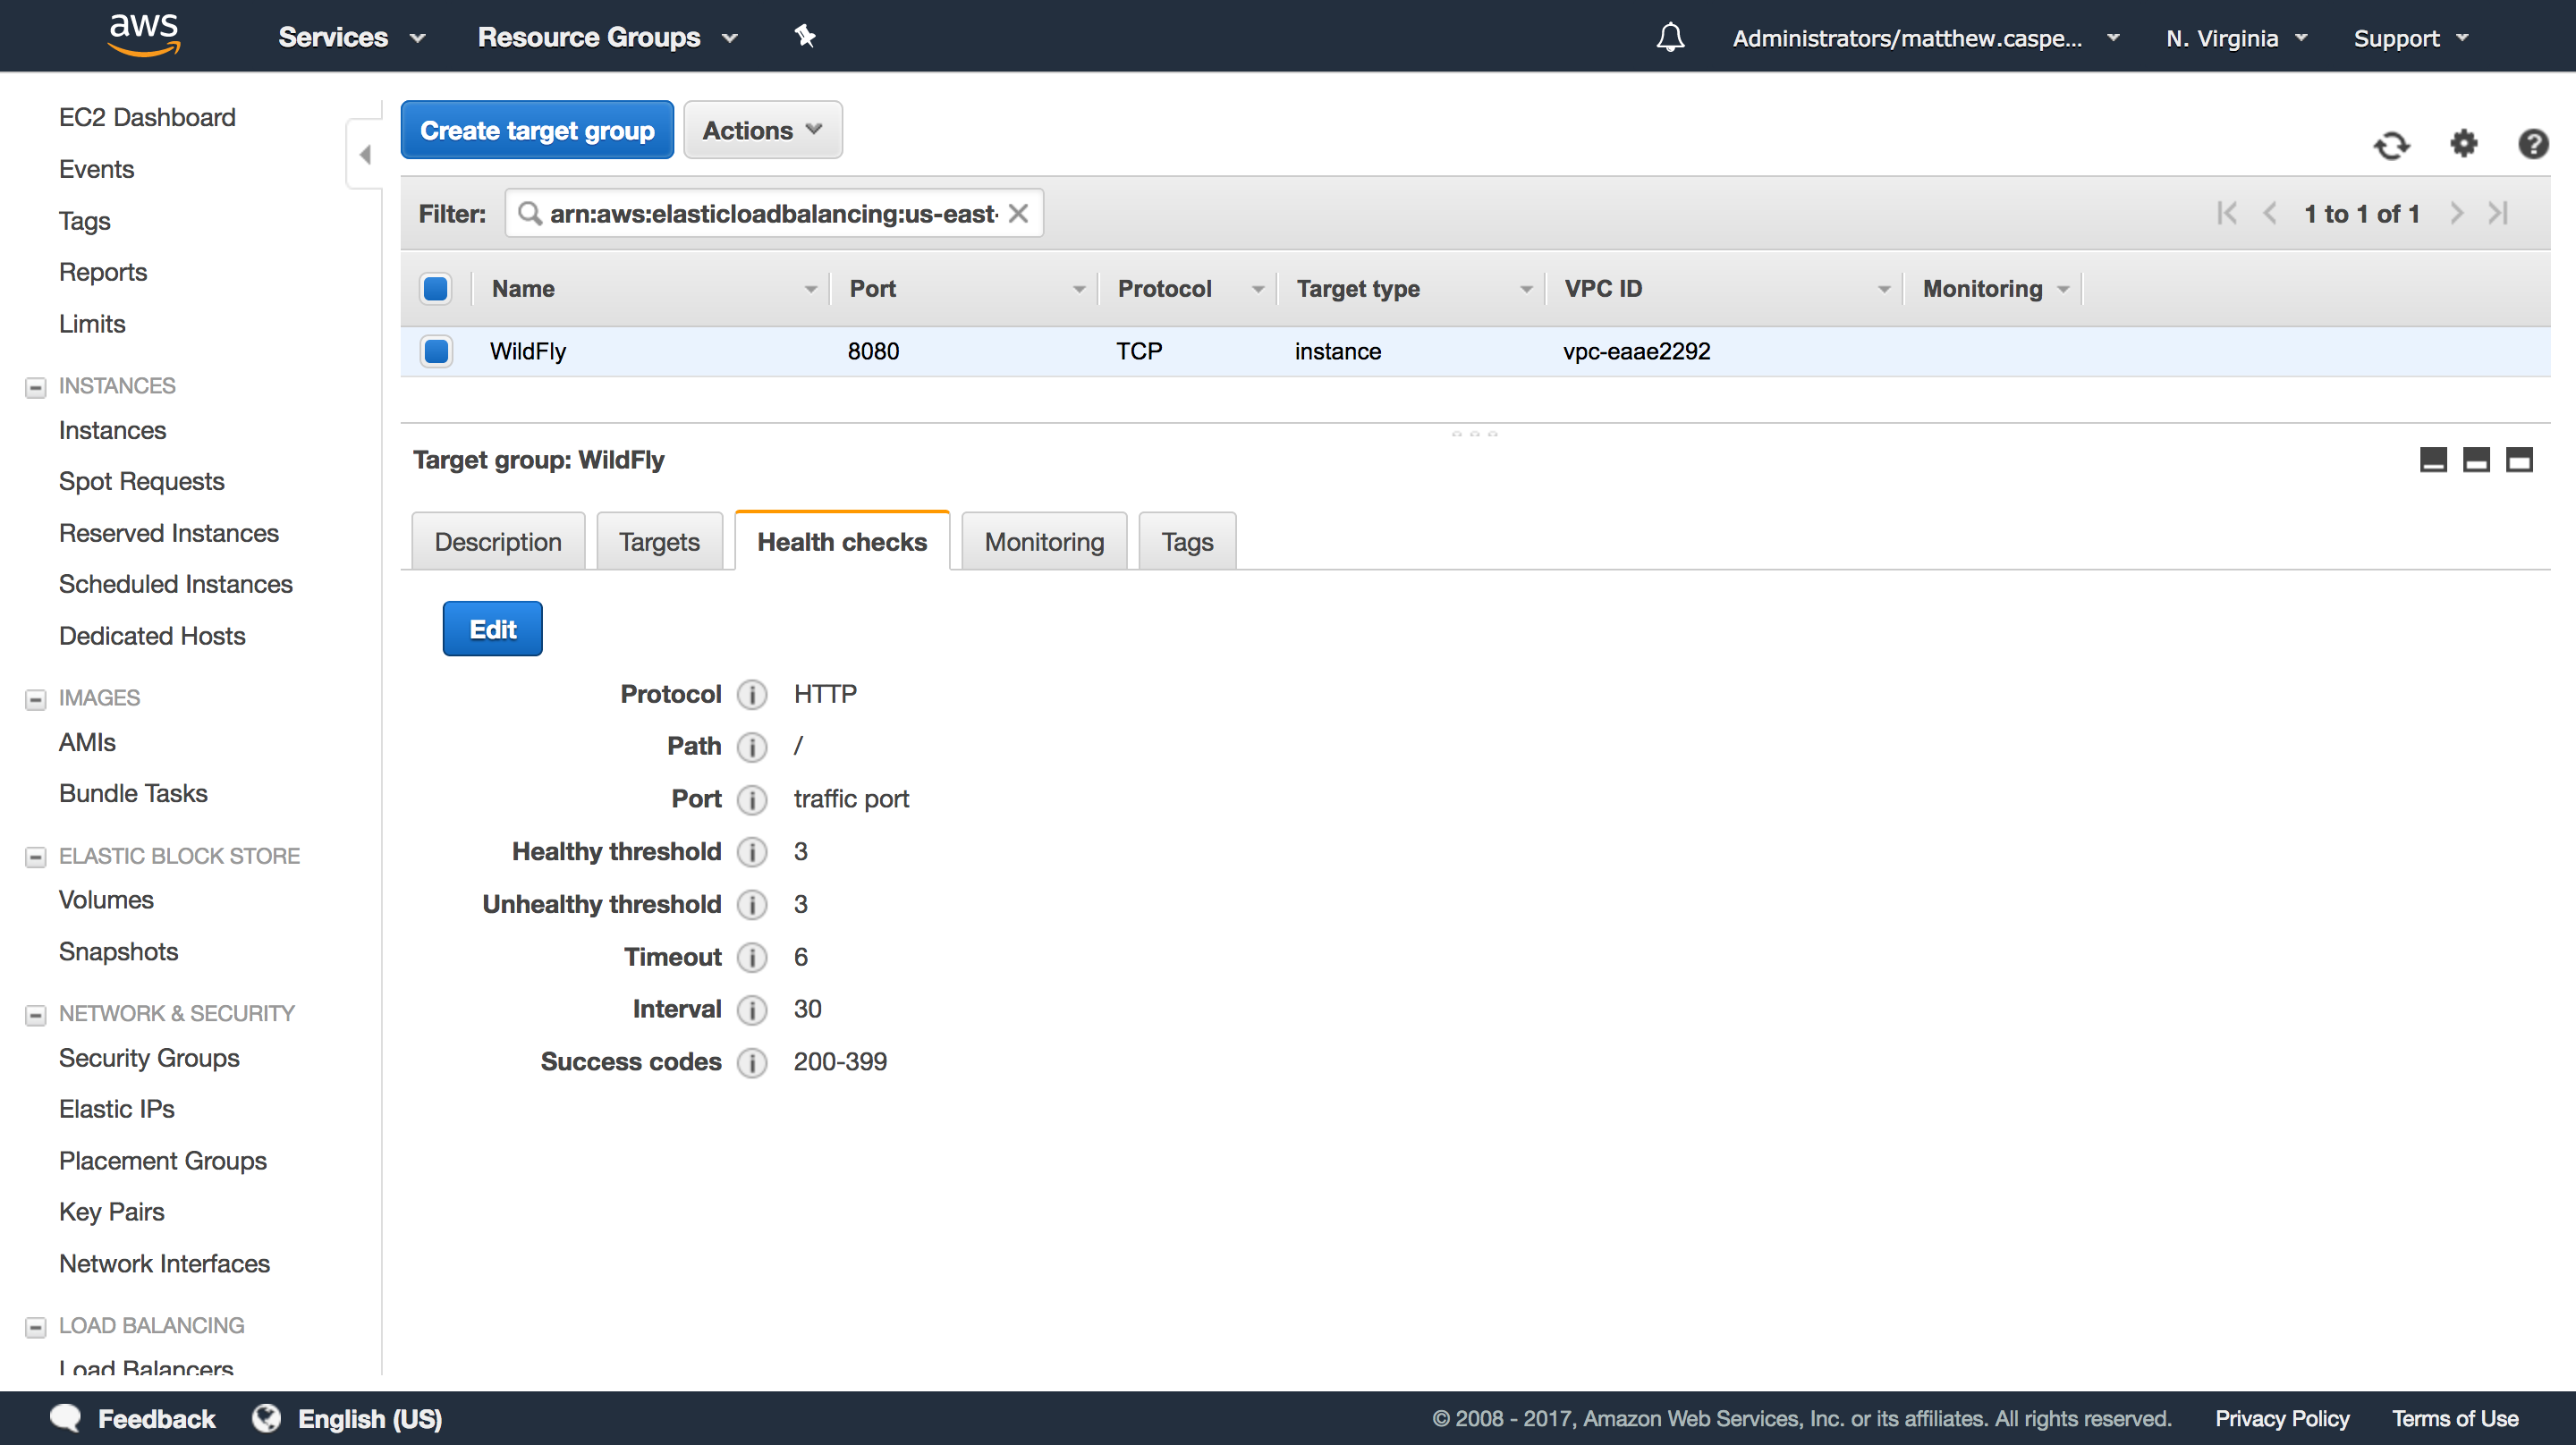 aws
Services
Resource Groups
Administrators/matthew.caspe...
N. Virginia
Support
EC2 Dashboard
Events
Tags
Reports
Limits
INSTANCES
Instances
Spot Requests
Reserved Instances
Scheduled Instances
Dedicated Hosts
IMAGES
AMIs
Bundle Tasks
ELASTIC BLOCK STORE
Volumes
Snapshots
NETWORK & SECURITY
Security Groups
Elastic IPs
Placement Groups
Key Pairs
Network Interfaces
LOAD BALANCING
Load Balancers
Create target group
Actions
Filter: arn:aws:elasticloadbalancing:us-east-
1 to 1 of 1
Name Port Protocol Target type VPC ID Monitoring
WildFly 8080 TCP instance vpc-eaae2292
Target group: WildFly
Description Targets Health checks Monitoring Tags
Edit
Protocol HTTP
Path /
Port traffic port
Healthy threshold 3
Unhealthy threshold 3
Timeout 6
Interval 30
Success codes 200-399
Feedback
English (US)
© 2008 - 2017, Amazon Web Services, Inc. or its affiliates. All rights reserved.
Privacy Policy
Terms of Use